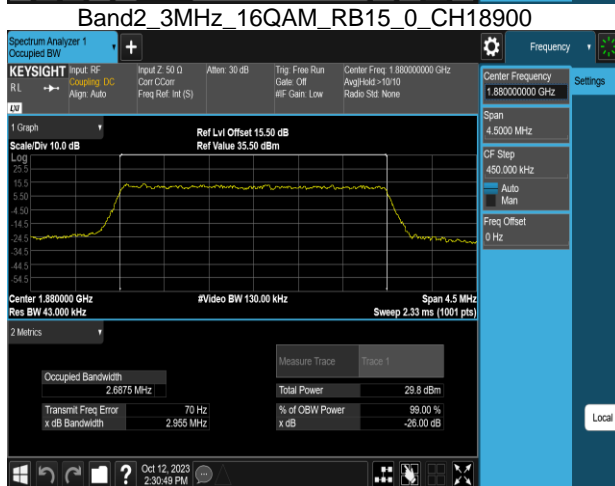 Band2_3MHz_16QAM_RB15_0_CH18900
Spectrum Analyzer 1
Occupied BW
Frequency
KEYSIGHT
RL
LXI
Input: RF
Coupling: DC
Align: Auto
Input Z: 50 Ω
Corr CCorr
Freq Ref: Int (S)
Atten: 30 dB
Trig: Free Run
Gate: Off
#IF Gain: Low
Center Freq: 1.880000000 GHz
Avg|Hold:>10/10
Radio Std: None
Center Frequency
1.880000000 GHz
Settings
Span
4.5000 MHz
CF Step
450.000 kHz
Auto
Man
Freq Offset
0 Hz
Local
1 Graph
Scale/Div 10.0 dB
Ref Lvl Offset 15.50 dB
Ref Value 35.50 dBm
Log
25.5
15.5
5.50
-4.50
-14.5
-24.5
-34.5
-44.5
-54.5
Center 1.880000 GHz
Res BW 43.000 kHz
#Video BW 130.00 kHz
Span 4.5 MHz
Sweep 2.33 ms (1001 pts)
2 Metrics
Measure Trace
Trace 1
Occupied Bandwidth
2.6875 MHz
Total Power
29.8 dBm
Transmit Freq Error
70 Hz
% of OBW Power
99.00 %
x dB Bandwidth
2.955 MHz
x dB
-26.00 dB
?
Oct 12, 2023
2:30:49 PM